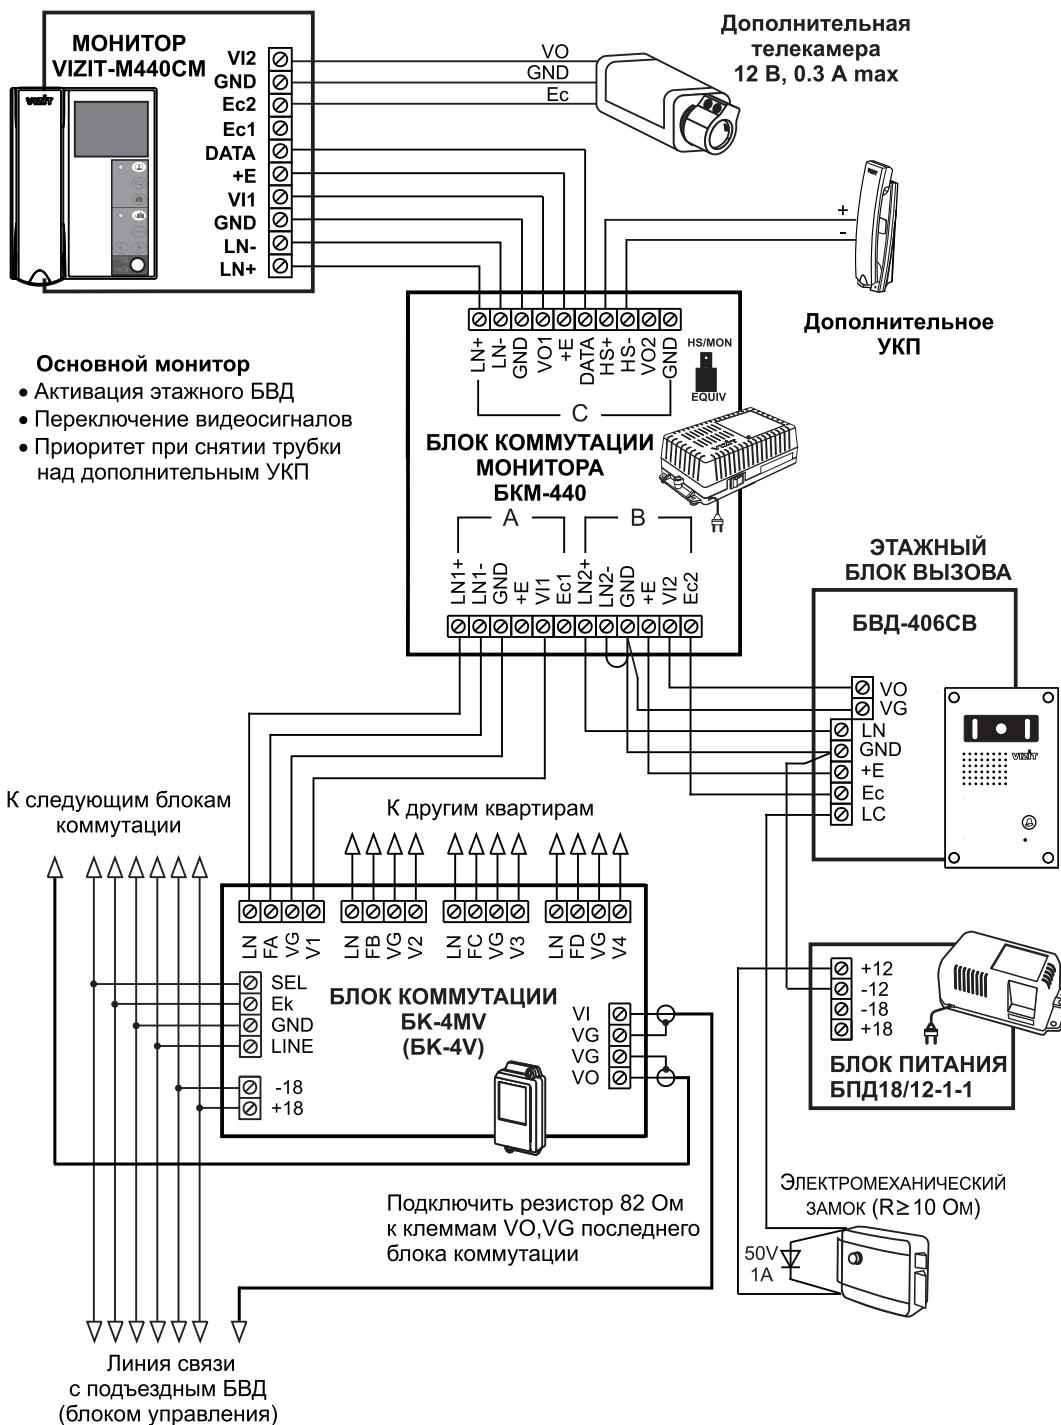 МОНИТОР
VIZIT-M440CM
VI2
GND
Ec2
Ec1
DATA
+E
VI1
GND
LN-
LN+
VIZIT
VO
GND
Ec
Дополнительная
телекамера
12 В, 0.3 А max
+
-
Дополнительное
УКП
Основной монитор
• Активация этажного БВД
• Переключение видеосигналов
• Приоритет при снятии трубки
над дополнительным УКП
LN+
LN-
GND
VO1
+E
DATA
HS+
HS-
VO2
GND
HS/MON
EQUIV
C
БЛОК КОММУТАЦИИ
МОНИТОРА
БКМ-440
A
B
LN1+
LN1-
GND
+E
VI1
Ec1
LN2+
LN2-
GND
+E
VI2
Ec2
ЭТАЖНЫЙ
БЛОК ВЫЗОВА
БВД-406CB
VO
VG
LN
GND
+E
Ec
LC
VIZIT
К следующим блокам
коммутации
К другим квартирам
LN
FA
VG
V1
LN
FB
VG
V2
LN
FC
VG
V3
LN
FD
VG
V4
SEL
Ek
GND
LINE
-18
+18
БЛОК КОММУТАЦИИ
БК-4MV
(БК-4V)
VI
VG
VG
VO
+12
-12
-18
+18
БЛОК ПИТАНИЯ
БПД18/12-1-1
Подключить резистор 82 Ом
к клеммам VO,VG последнего
блока коммутации
ЭЛЕКТРОМЕХАНИЧЕСКИЙ
ЗАМОК (R≥10 ОМ)
50V
1A
Линия связи
с подъездным БВД
(блоком управления)